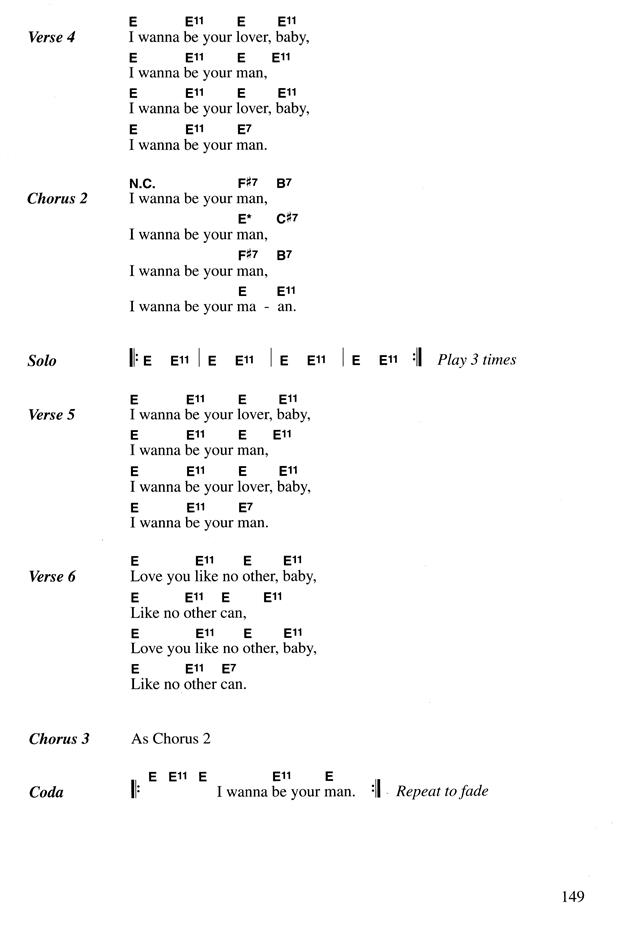 E E11 E E11
Verse 4 I wanna be your lover, baby,
E E11 E E11
I wanna be your man,
E E11 E E11
I wanna be your lover, baby,
E E11 E7
I wanna be your man.
N.C. F♯7 B7
Chorus 2 I wanna be your man,
E* C♯7
I wanna be your man,
F♯7 B7
I wanna be your man,
E E11
I wanna be your ma - an.
Solo 𝄆 E E11 | E E11 | E E11 | E E11 𝄇 Play 3 times
E E11 E E11
Verse 5 I wanna be your lover, baby,
E E11 E E11
I wanna be your man,
E E11 E E11
I wanna be your lover, baby,
E E11 E7
I wanna be your man.
E E11 E E11
Verse 6 Love you like no other, baby,
E E11 E E11
Like no other can,
E E11 E E11
Love you like no other, baby,
E E11 E7
Like no other can.
Chorus 3 As Chorus 2
E E11 E E11 E
Coda 𝄆 I wanna be your man. 𝄇 Repeat to fade
149